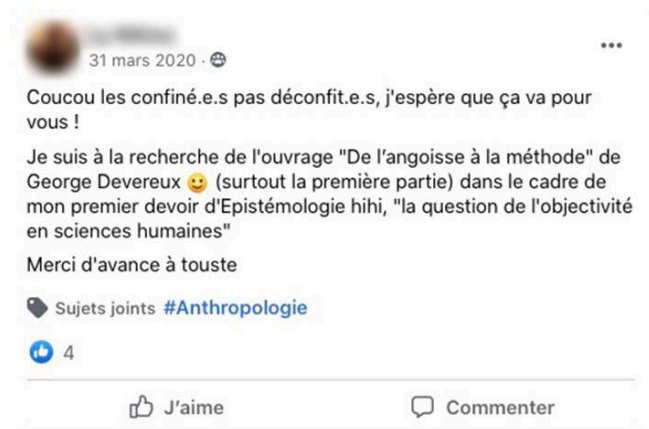 31 mars 2020 ·
Coucou les confiné.e.s pas déconfit.e.s, j'espère que ça va pour
vous !
Je suis à la recherche de l'ouvrage "De l’angoisse à la méthode" de
George Devereux 🙂 (surtout la première partie) dans le cadre de
mon premier devoir d'Epistémologie hihi, "la question de l'objectivité
en sciences humaines"
Merci d'avance à touste
Sujets joints #Anthropologie
4
J’aime
Commenter